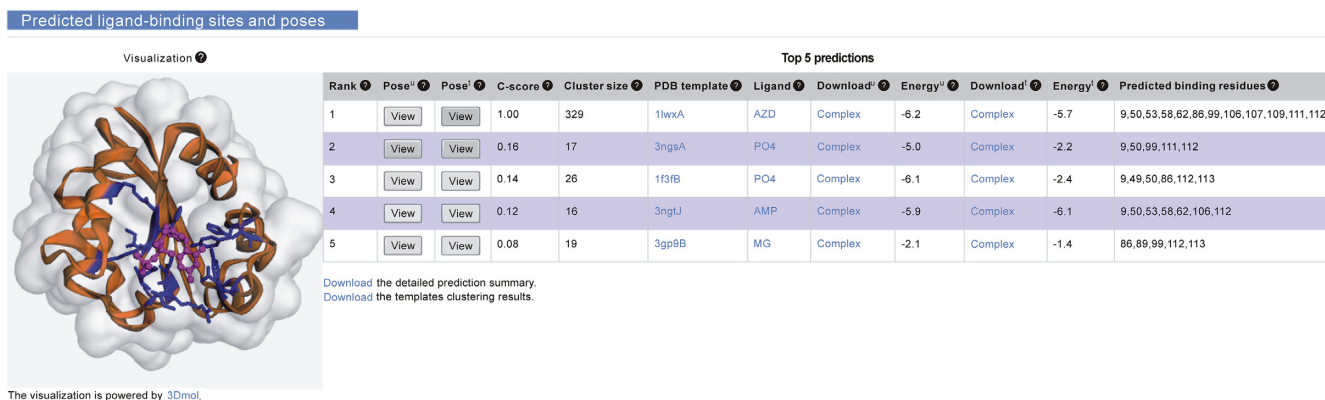 Predicted ligand-binding sites and poses
Visualization ?
Top 5 predictions
Rank ? Poseᵘ ? Poseᵗ ? C-score ? Cluster size ? PDB template ? Ligand ? Downloadᵘ ? Energyᵘ ? Downloadᵗ ? Energyᵗ ? Predicted binding residues ?
1 View View 1.00 329 1lwxA AZD Complex -6.2 Complex -5.7 9,50,53,58,62,86,99,106,107,109,111,112
2 View View 0.16 17 3ngsA PO4 Complex -5.0 Complex -2.2 9,50,99,111,112
3 View View 0.14 26 1f3fB PO4 Complex -6.1 Complex -2.4 9,49,50,86,112,113
4 View View 0.12 16 3ngtJ AMP Complex -5.9 Complex -6.1 9,50,53,58,62,106,112
5 View View 0.08 19 3gp9B MG Complex -2.1 Complex -1.4 86,89,99,112,113
Download the detailed prediction summary.
Download the templates clustering results.
The visualization is powered by 3Dmol.